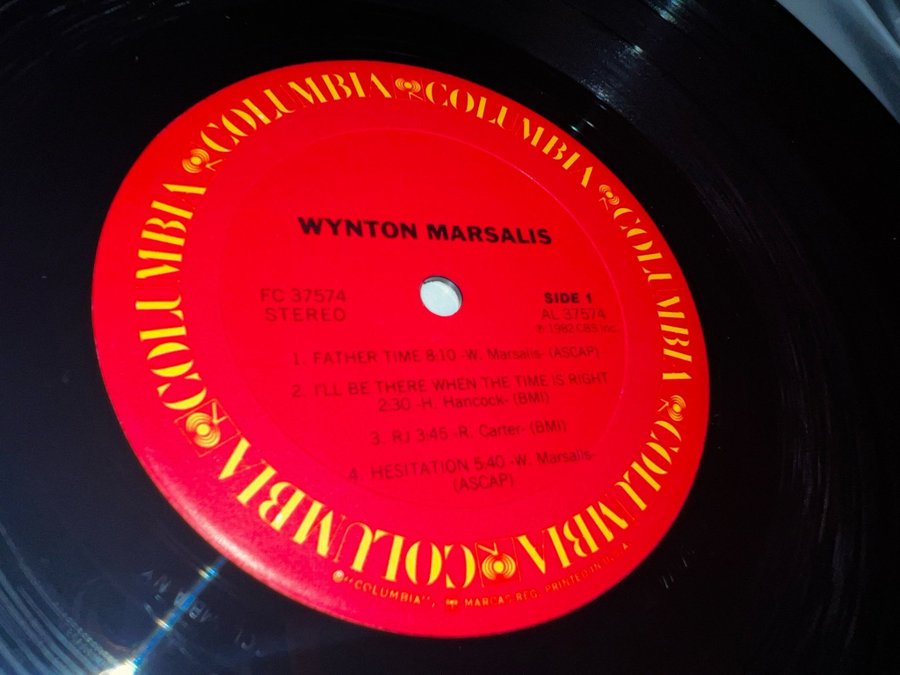 COLUMBIA COLUMBIA COLUMBIA COLUMBIA COLUMBIA COLUMBIA COLUMBIA
WYNTON MARSALIS
FC 37574
STEREO
SIDE 1
AL 37574
℗ 1982 CBS Inc.
1. FATHER TIME 8:10 -W. Marsalis- (ASCAP)
2. I'LL BE THERE WHEN THE TIME IS RIGHT
2:30 -H. Hancock- (BMI)
3. RJ 3:45 -R. Carter- (BMI)
4. HESITATION 5:40 -W. Marsalis-
(ASCAP)
"COLUMBIA", MARCAS REG. PRINTED IN U.S.A.